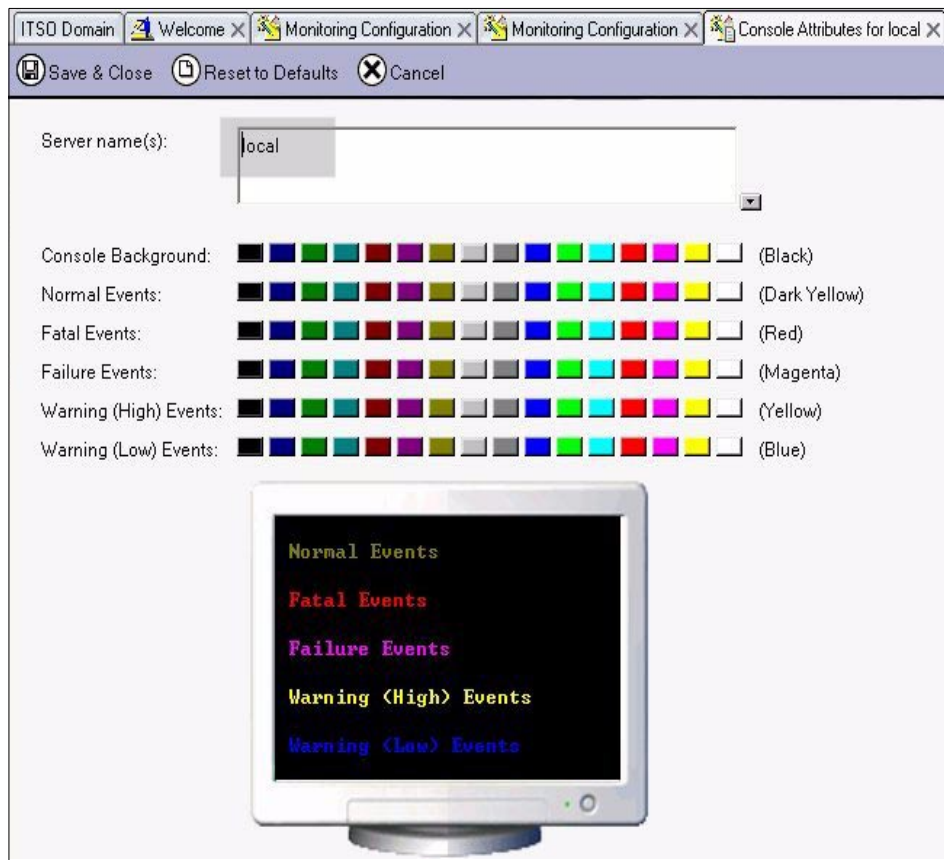 ITSO Domain Welcome Monitoring Configuration Monitoring Configuration Console Attributes for local
Save & Close Reset to Defaults Cancel
Server name(s): local
Console Background: (Black)
Normal Events: (Dark Yellow)
Fatal Events: (Red)
Failure Events: (Magenta)
Warning (High) Events: (Yellow)
Warning (Low) Events: (Blue)
Normal Events
Fatal Events
Failure Events
Warning (High) Events
Warning (Low) Events